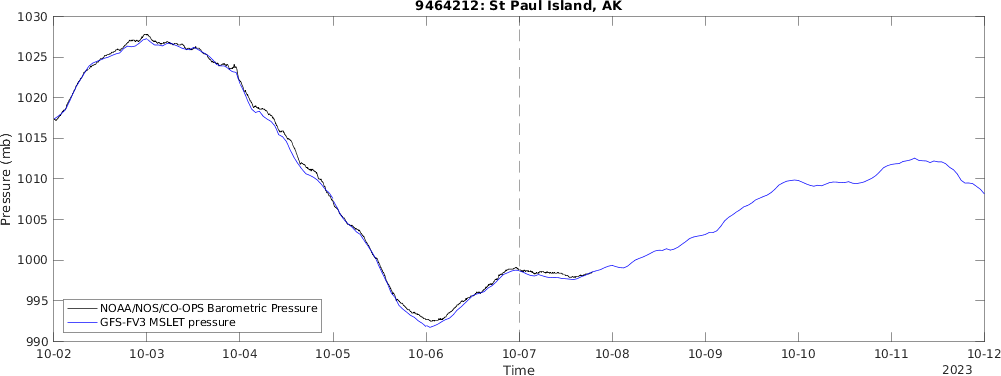 9464212: St Paul Island, AK
Pressure (mb)
1030
1025
1020
1015
1010
1005
1000
995
990
NOAA/NOS/CO-OPS Barometric Pressure
GFS-FV3 MSLET pressure
10-02 10-03 10-04 10-05 10-06 10-07 10-08 10-09 10-10 10-11 10-12
Time
2023